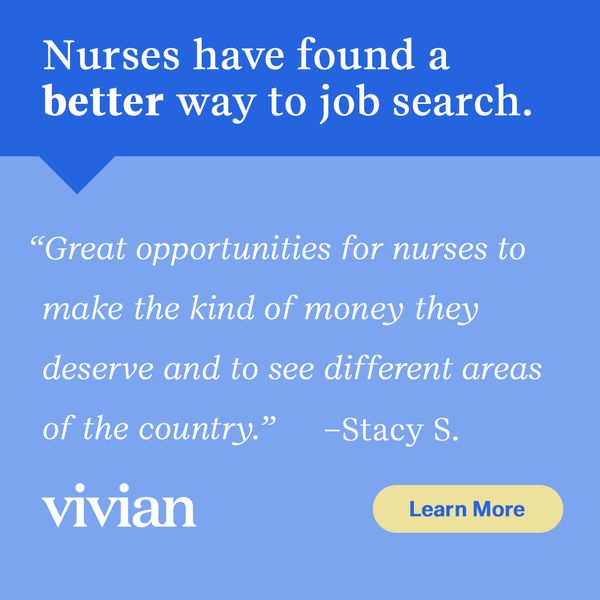 Nurses have found a
better way to job search.
“Great opportunities for nurses to
make the kind of money they
deserve and to see different areas
of the country.” –Stacy S.
vivian
Learn More